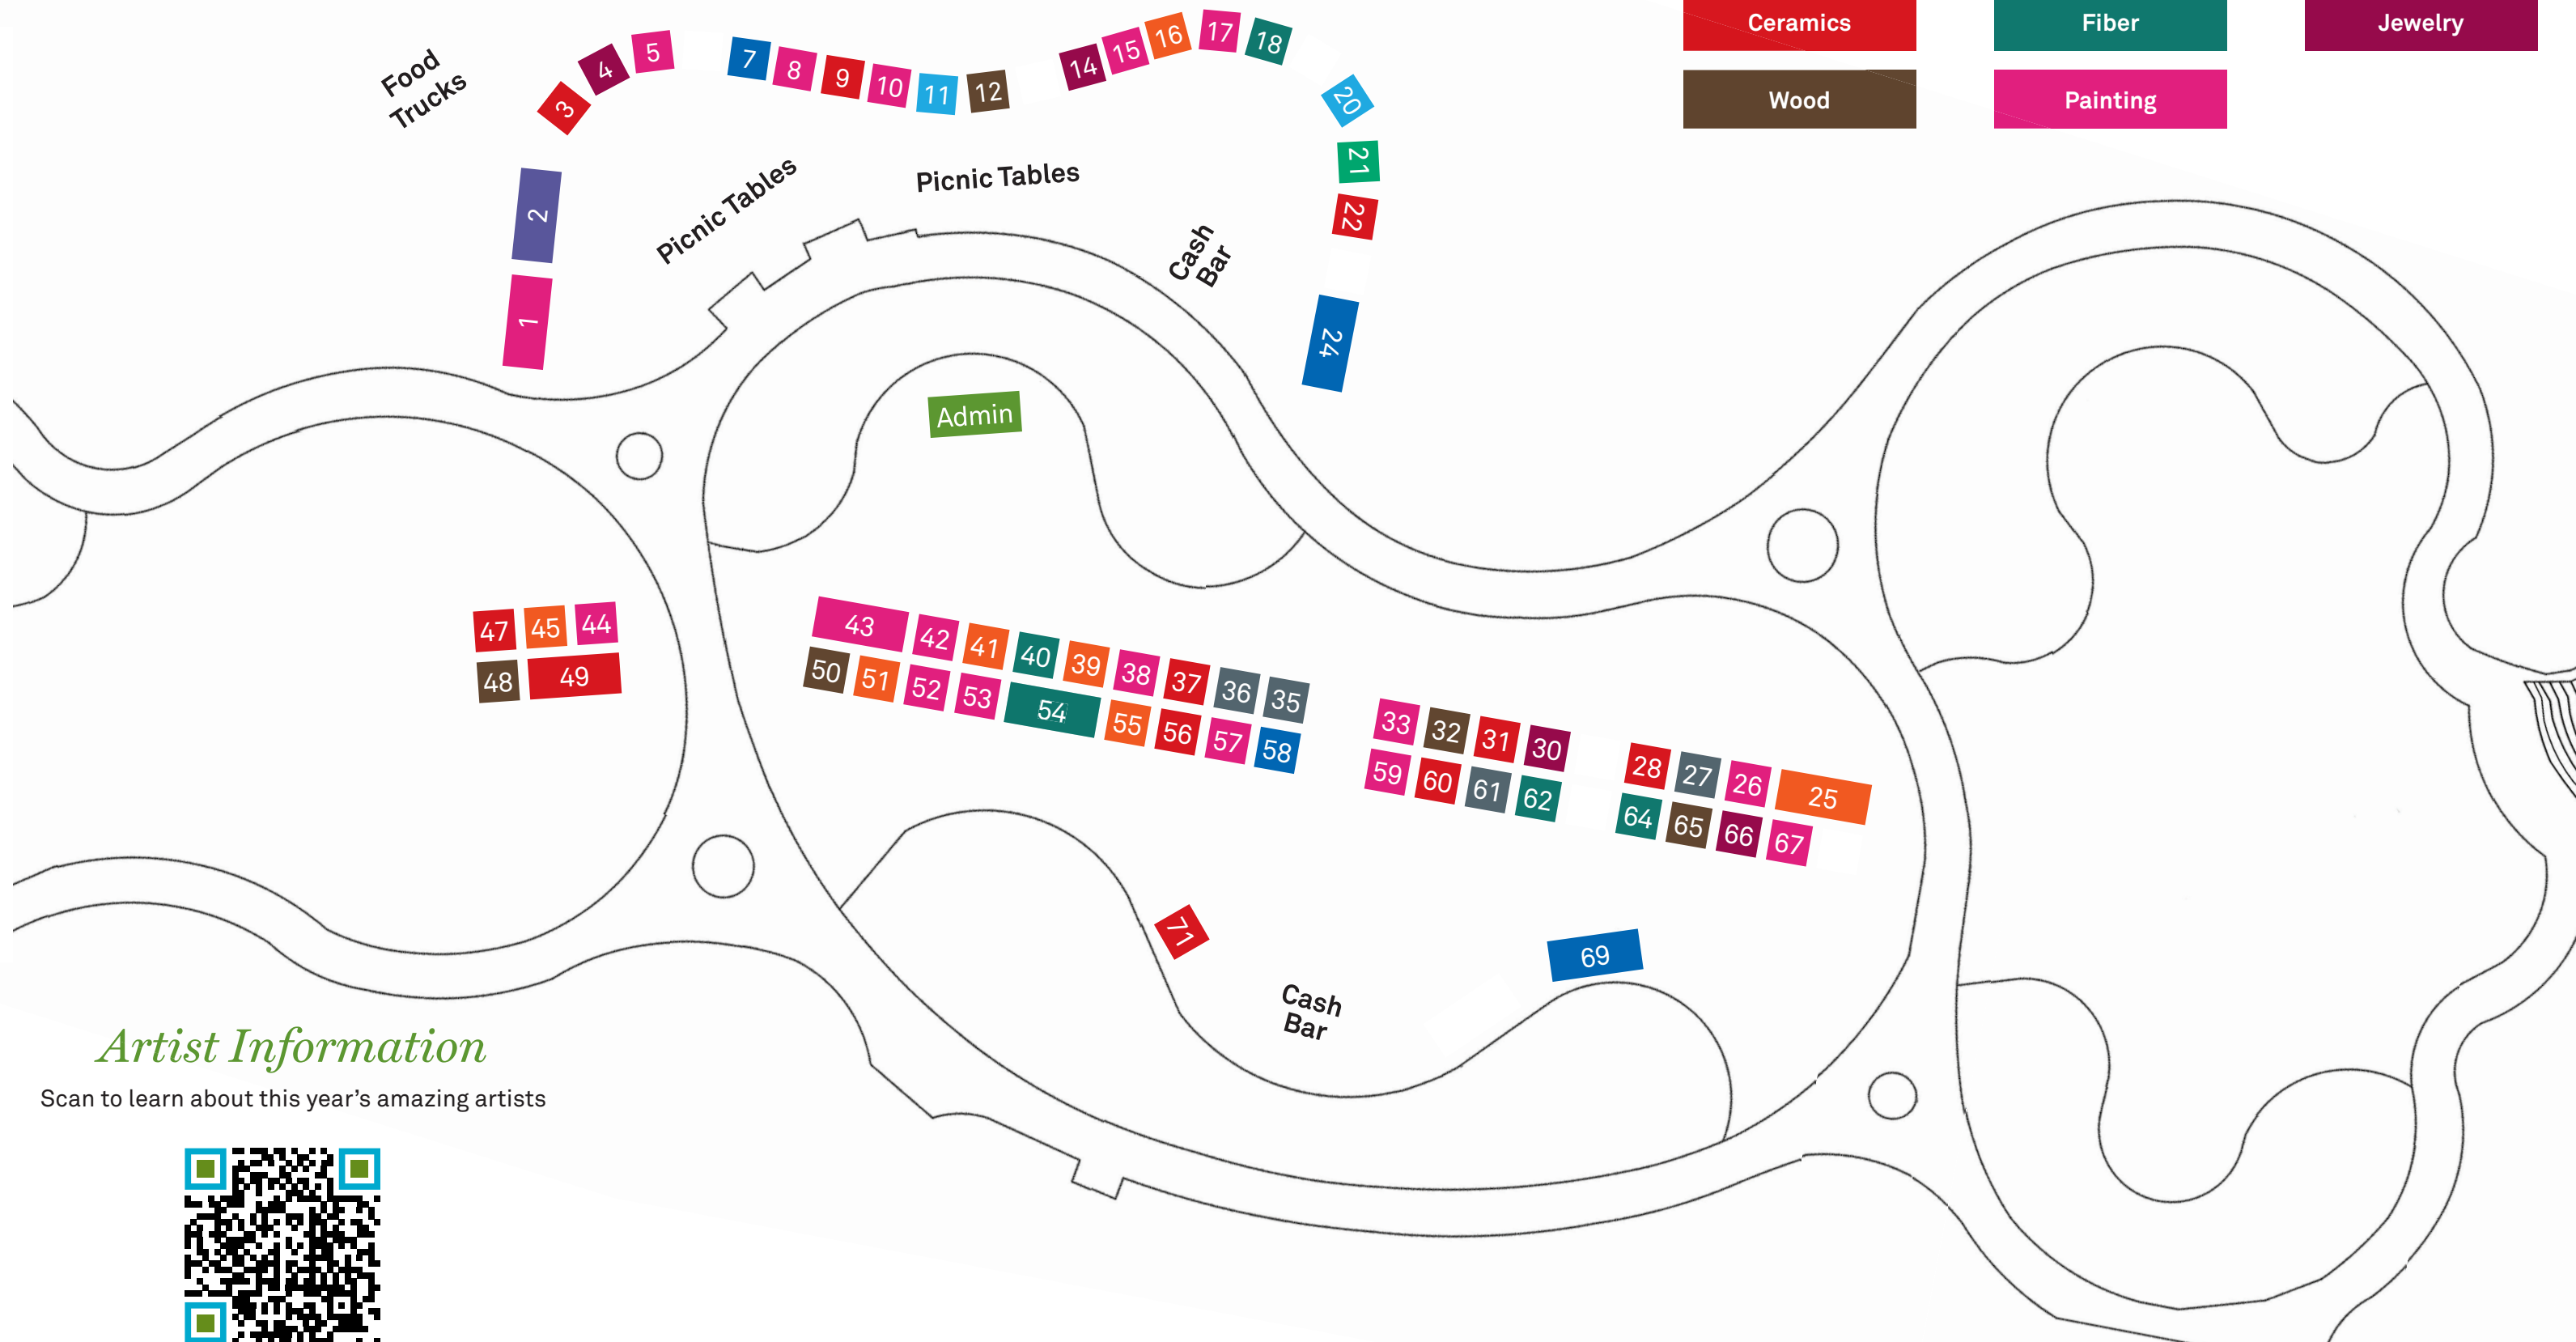 Ceramics
Fiber
Jewelry
Wood
Painting
Food
Trucks
3
4
5
7
8
9
10
11
12
14
15
16
17
18
20
21
22
24
2
1
Picnic Tables
Picnic Tables
Cash
Bar
Admin
47 45 44
48 49
43 42 41 40 39 38 37 36 35
50 51 52 53 54 55 56 57 58
33 32 31 30
59 60 61 62
28 27 26 25
64 65 66 67
71
69
Cash
Bar
Artist Information
Scan to learn about this year's amazing artists